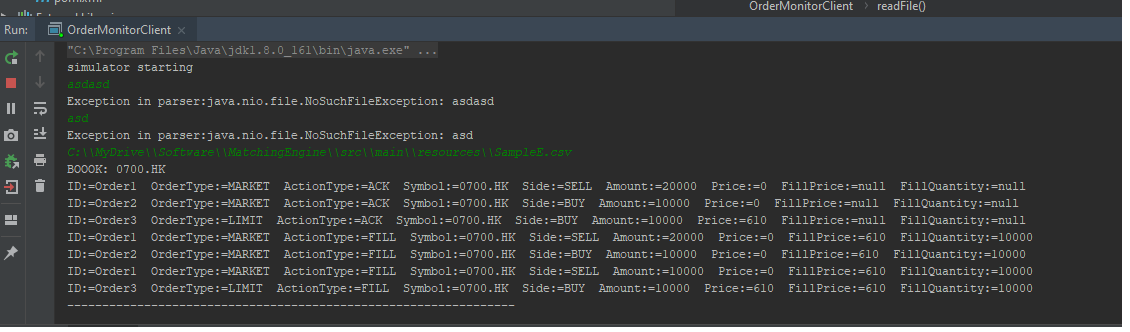 OrderMonitorClient › readFile()
Run: OrderMonitorClient ×
"C:\Program Files\Java\jdk1.8.0_161\bin\java.exe" ...
simulator starting
asdasd
Exception in parser:java.nio.file.NoSuchFileException: asdasd
asd
Exception in parser:java.nio.file.NoSuchFileException: asd
C:\\MyDrive\\Software\\MatchingEngine\\src\\main\\resources\\SampleE.csv
BOOOK: 0700.HK
ID:=Order1  OrderType:=MARKET  ActionType:=ACK  Symbol:=0700.HK  Side:=SELL  Amount:=20000  Price:=0  FillPrice:=null  FillQuantity:=null
ID:=Order2  OrderType:=MARKET  ActionType:=ACK  Symbol:=0700.HK  Side:=BUY  Amount:=10000  Price:=0  FillPrice:=null  FillQuantity:=null
ID:=Order3  OrderType:=LIMIT  ActionType:=ACK  Symbol:=0700.HK  Side:=BUY  Amount:=10000  Price:=610  FillPrice:=null  FillQuantity:=null
ID:=Order1  OrderType:=MARKET  ActionType:=FILL  Symbol:=0700.HK  Side:=SELL  Amount:=20000  Price:=0  FillPrice:=610  FillQuantity:=10000
ID:=Order2  OrderType:=MARKET  ActionType:=FILL  Symbol:=0700.HK  Side:=BUY  Amount:=10000  Price:=0  FillPrice:=610  FillQuantity:=10000
ID:=Order1  OrderType:=MARKET  ActionType:=FILL  Symbol:=0700.HK  Side:=SELL  Amount:=10000  Price:=0  FillPrice:=610  FillQuantity:=10000
ID:=Order3  OrderType:=LIMIT  ActionType:=FILL  Symbol:=0700.HK  Side:=BUY  Amount:=10000  Price:=610  FillPrice:=610  FillQuantity:=10000
--------------------------------------------------------------------------